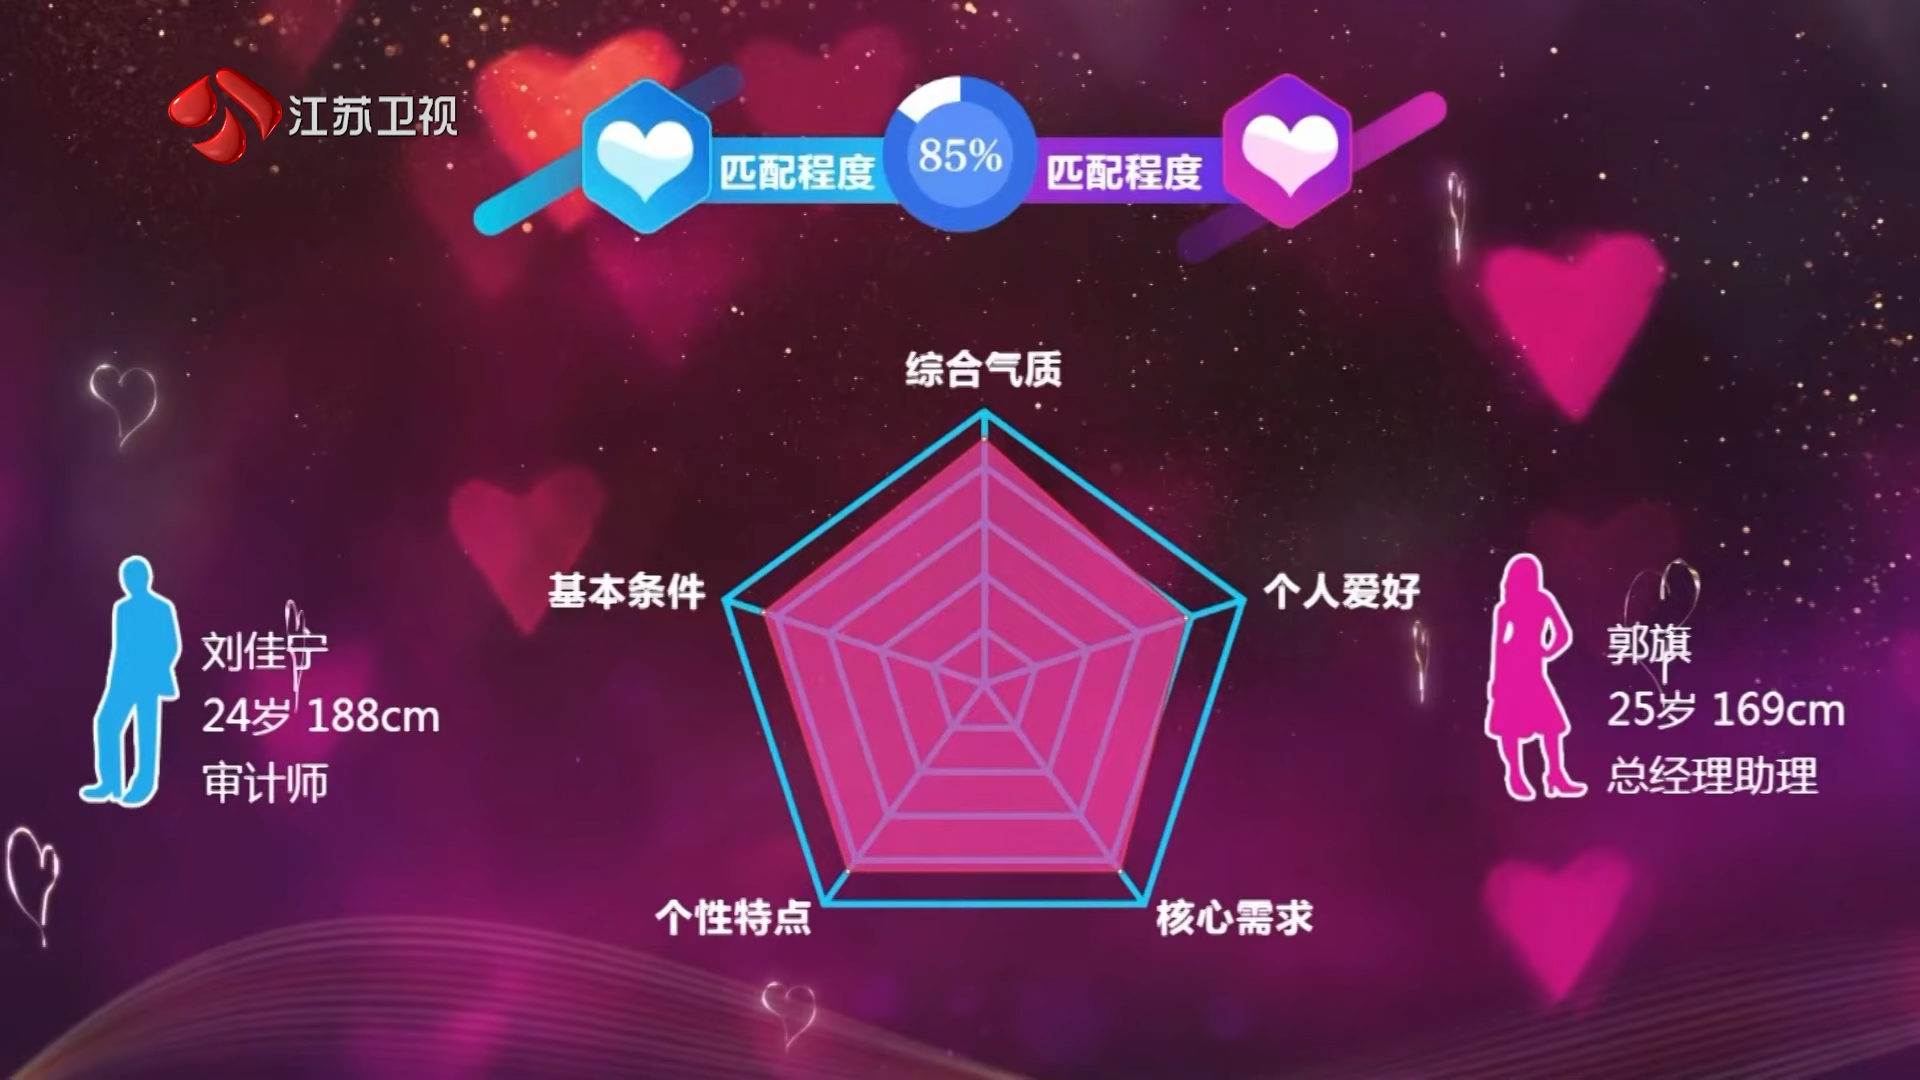 江苏卫视
匹配程度
85%
匹配程度
综合气质
基本条件
个人爱好
刘佳宁
24岁 188cm
审计师
郭旗
25岁 169cm
总经理助理
个性特点
核心需求